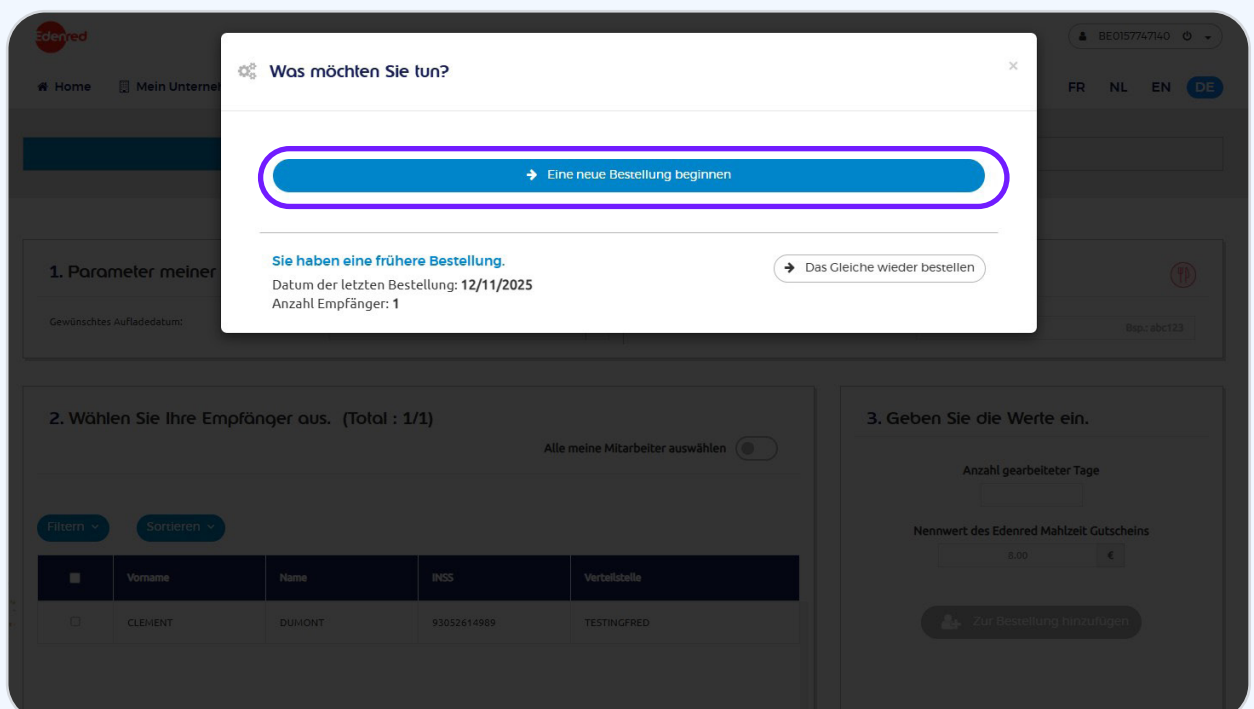 Edenred
BE0157747140
Home Mein Unterne
FR NL EN DE
Was möchten Sie tun?
×
Eine neue Bestellung beginnen
Sie haben eine frühere Bestellung.
Datum der letzten Bestellung: 12/11/2025
Anzahl Empfänger: 1
Das Gleiche wieder bestellen
1. Parameter meiner
Gewünschtes Aufladedatum:
Bsp.: abc123
2. Wählen Sie Ihre Empfänger aus. (Total : 1/1)
Alle meine Mitarbeiter auswählen
Filtern Sortieren
Vorname Name INSS Verteilstelle
CLEMENT DUMONT 93052614989 TESTINGFRED
3. Geben Sie die Werte ein.
Anzahl gearbeiteter Tage
Nennwert des Edenred Mahlzeit Gutscheins
8.00 €
Zur Bestellung hinzufügen